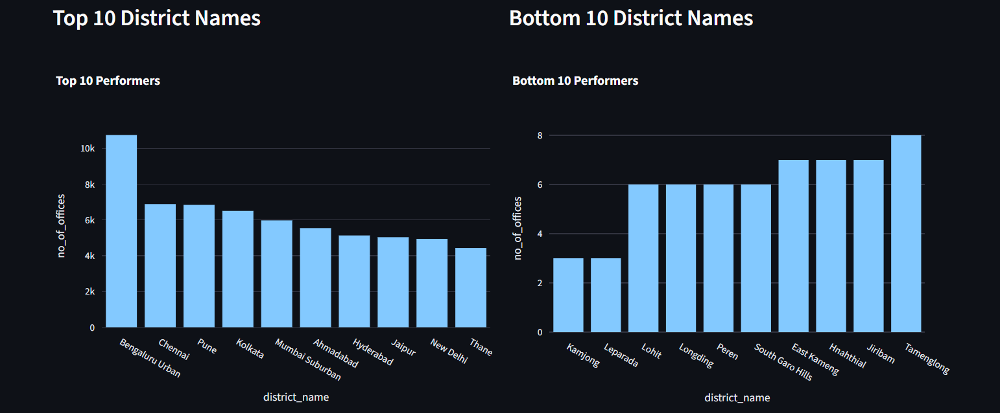 Top 10 District Names
Top 10 Performers
10k
8k
6k
4k
2k
0
no_of_offices
Bengaluru Urban
Chennai
Pune
Kolkata
Mumbai Suburban
Ahmadabad
Hyderabad
Jaipur
New Delhi
Thane
district_name
Bottom 10 District Names
Bottom 10 Performers
8
6
4
2
0
no_of_offices
Kamjong
Leparada
Lohit
Longding
Peren
South Garo Hills
East Kameng
Hnahthial
Jiribam
Tamenglong
district_name